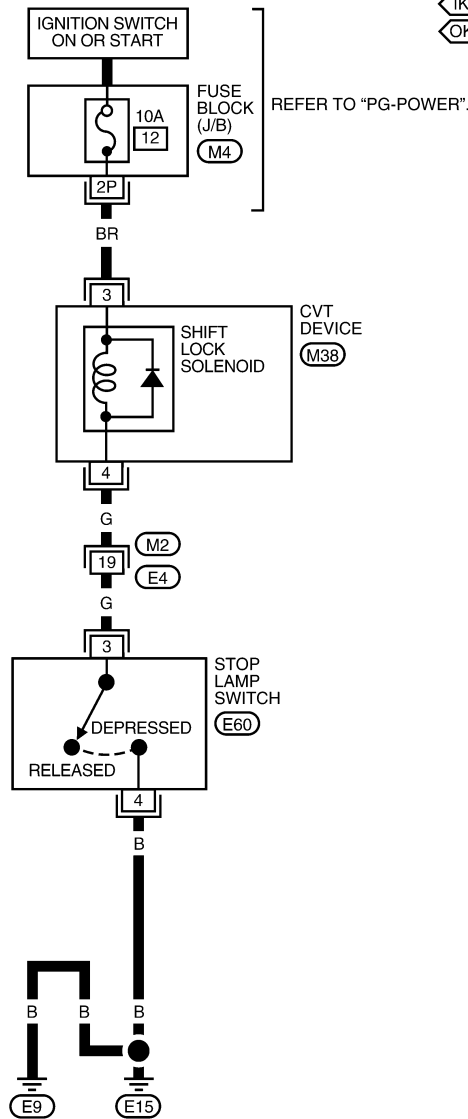 IGNITION SWITCH
ON OR START
FUSE
BLOCK
(J/B)
10A
12
M4
REFER TO “PG-POWER”.
2P
BR
3
CVT
DEVICE
M38
SHIFT
LOCK
SOLENOID
4
G
M2
19
E4
G
3
STOP
LAMP
SWITCH
E60
DEPRESSED
RELEASED
4
B
B
B
B
E9
E15